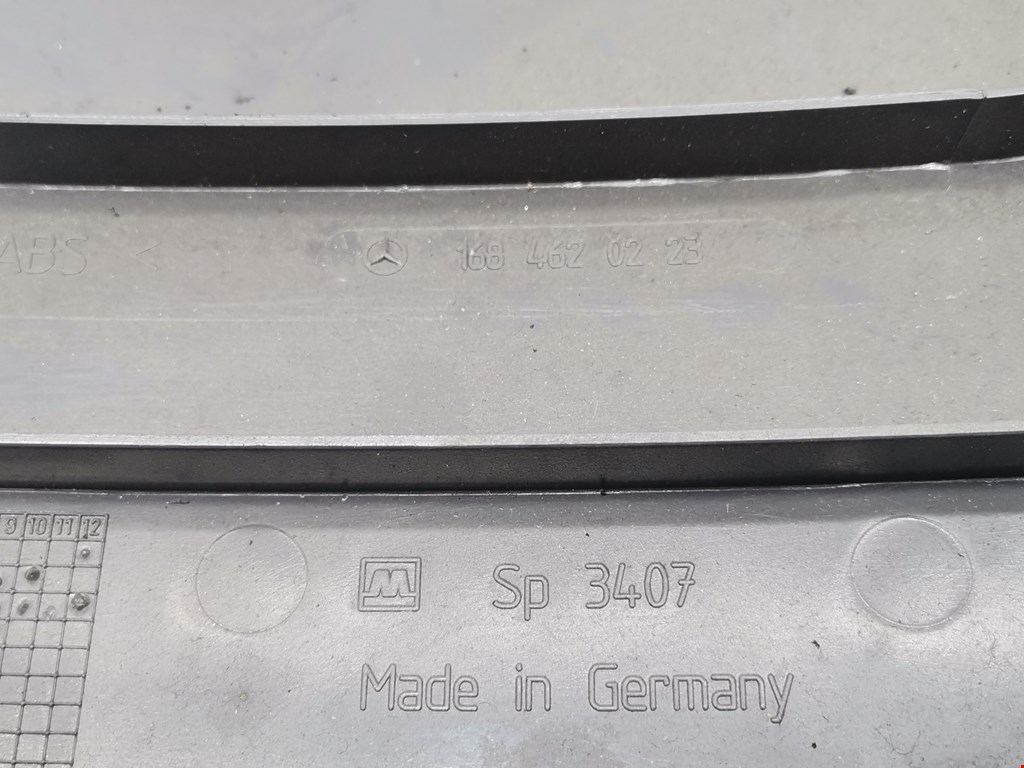 ABS < 168 462 02 23
9 10 11 12
M Sp 3407
Made in Germany